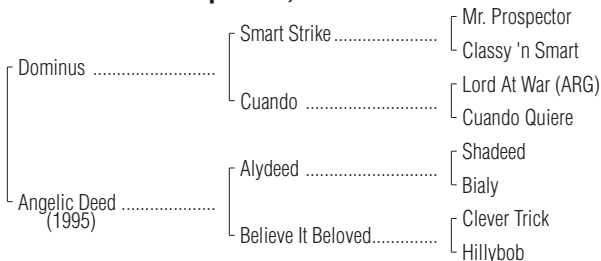 Mr. Prospector
Smart Strike ......................
Classy 'n Smart
Dominus ..........................
Lord At War (ARG)
Cuando ............................
Cuando Quiere
Shadeed
Alydeed ............................
Bialy
Angelic Deed ....................
(1995)
Clever Trick
Believe It Beloved..............
Hillybob